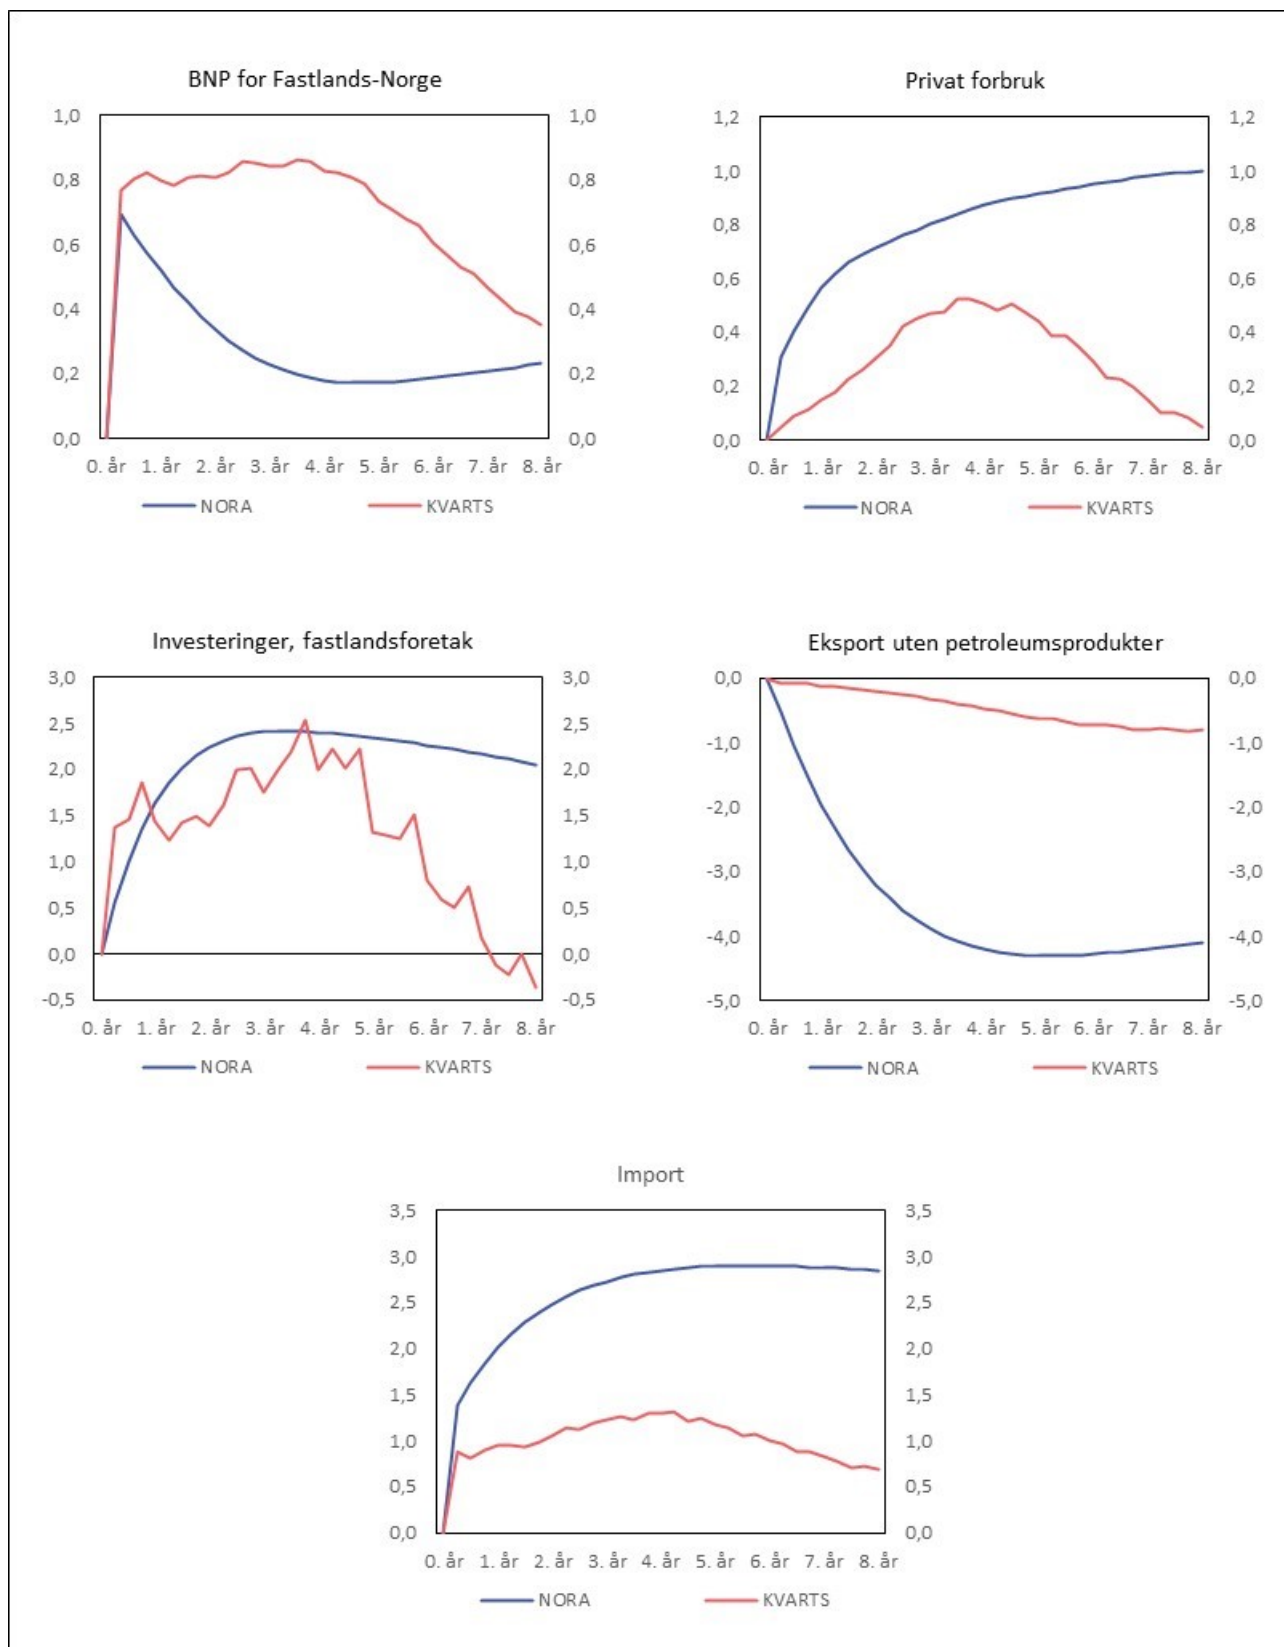 BNP for Fastlands-Norge
1,0 1,0
0,8 0,8
0,6 0,6
0,4 0,4
0,2 0,2
0,0 0,0
0. år 1. år 2. år 3. år 4. år 5. år 6. år 7. år 8. år
NORA KVARTS
Privat forbruk
1,2 1,2
1,0 1,0
0,8 0,8
0,6 0,6
0,4 0,4
0,2 0,2
0,0 0,0
0. år 1. år 2. år 3. år 4. år 5. år 6. år 7. år 8. år
NORA KVARTS
Investeringer, fastlandsforetak
3,0 3,0
2,5 2,5
2,0 2,0
1,5 1,5
1,0 1,0
0,5 0,5
0,0 0,0
-0,5 -0,5
0. år 1. år 2. år 3. år 4. år 5. år 6. år 7. år 8. år
NORA KVARTS
Eksport uten petroleumsprodukter
0,0 0,0
-1,0 -1,0
-2,0 -2,0
-3,0 -3,0
-4,0 -4,0
-5,0 -5,0
0. år 1. år 2. år 3. år 4. år 5. år 6. år 7. år 8. år
NORA KVARTS
Import
3,5 3,5
3,0 3,0
2,5 2,5
2,0 2,0
1,5 1,5
1,0 1,0
0,5 0,5
0,0 0,0
0. år 1. år 2. år 3. år 4. år 5. år 6. år 7. år 8. år
NORA KVARTS